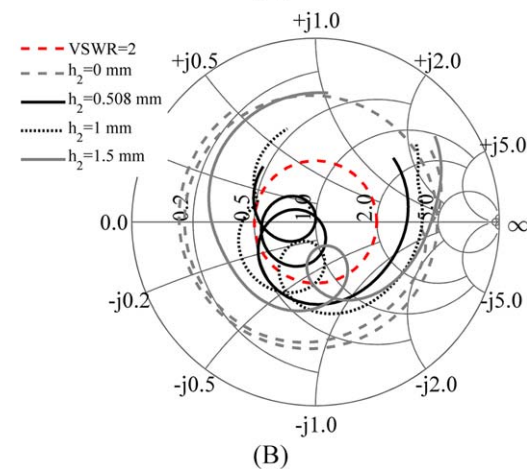 +j1.0
VSWR=2
h2=0 mm
h2=0.508 mm
h2=1 mm
h2=1.5 mm
+j0.5
+j2.0
+j5.0
0.0
0.2
0.5
1.0
2.0
5.0
∞
-j0.2
-j5.0
-j0.5
-j2.0
-j1.0
(B)